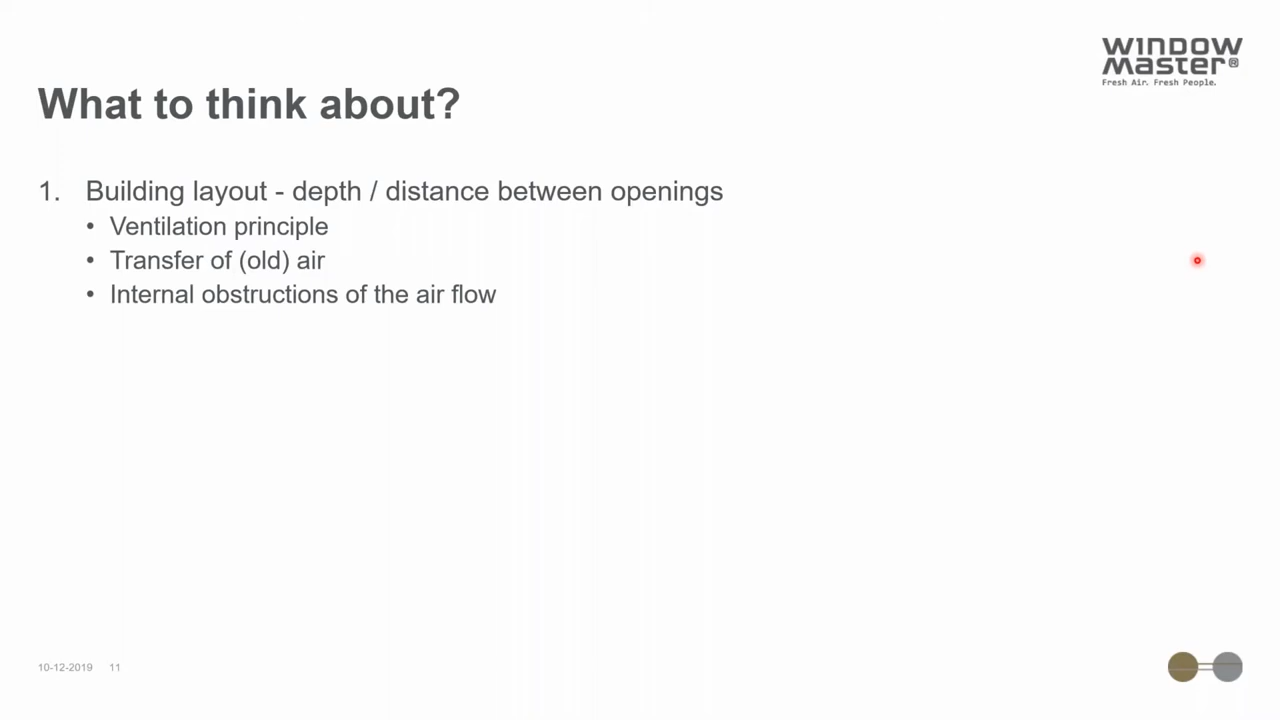 WINDOW
Master®
Fresh Air. Fresh People.
What to think about?
1. Building layout - depth / distance between openings
• Ventilation principle
• Transfer of (old) air
• Internal obstructions of the air flow
10-12-2019 11